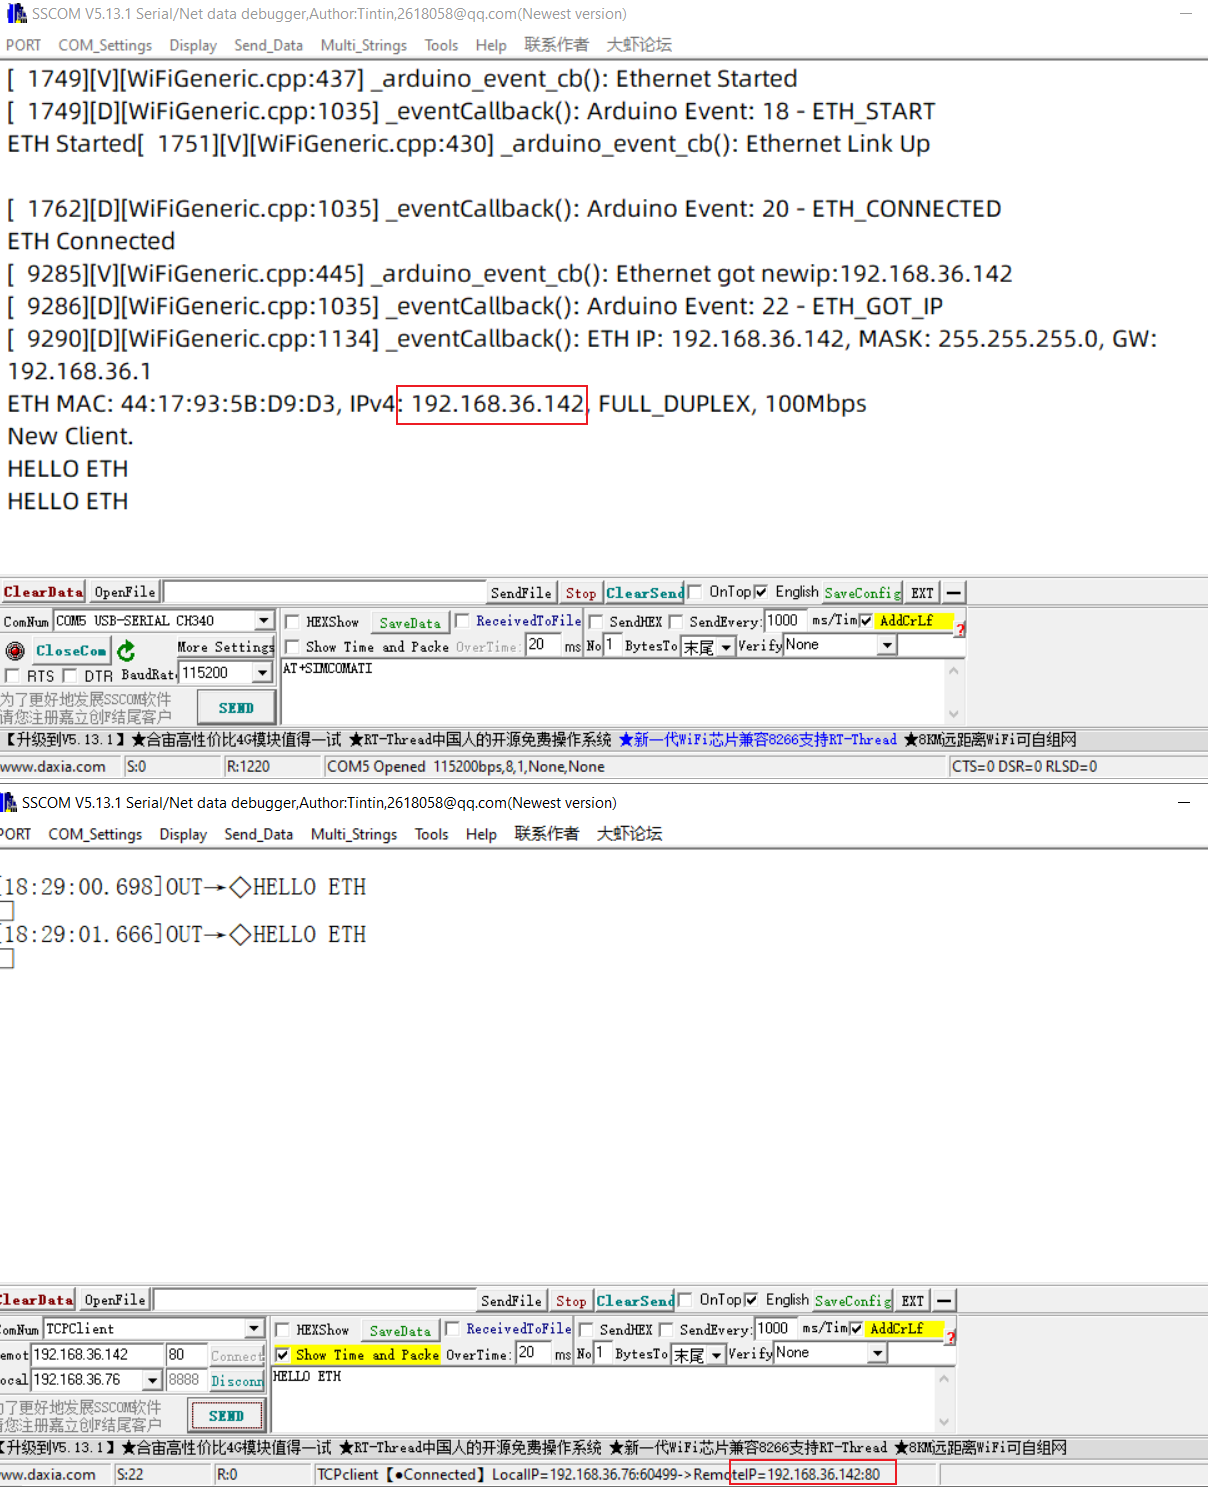 SSCOM V5.13.1 Serial/Net data debugger,Author:Tintin,2618058@qq.com(Newest version)
PORT COM_Settings Display Send_Data Multi_Strings Tools Help 联系作者 大虾论坛
[ 1749][V][WiFiGeneric.cpp:437] _arduino_event_cb(): Ethernet Started
[ 1749][D][WiFiGeneric.cpp:1035] _eventCallback(): Arduino Event: 18 - ETH_START
ETH Started[ 1751][V][WiFiGeneric.cpp:430] _arduino_event_cb(): Ethernet Link Up
[ 1762][D][WiFiGeneric.cpp:1035] _eventCallback(): Arduino Event: 20 - ETH_CONNECTED
ETH Connected
[ 9285][V][WiFiGeneric.cpp:445] _arduino_event_cb(): Ethernet got newip:192.168.36.142
[ 9286][D][WiFiGeneric.cpp:1035] _eventCallback(): Arduino Event: 22 - ETH_GOT_IP
[ 9290][D][WiFiGeneric.cpp:1134] _eventCallback(): ETH IP: 192.168.36.142, MASK: 255.255.255.0, GW:
192.168.36.1
ETH MAC: 44:17:93:5B:D9:D3, IPv4: 192.168.36.142, FULL_DUPLEX, 100Mbps
New Client.
HELLO ETH
HELLO ETH
ClearData OpenFile SendFile Stop ClearSend OnTop English SaveConfig EXT
ComNum COM5 USB-SERIAL CH340 HEXShow SaveData ReceivedToFile SendHEX SendEvery: 1000 ms/Tim AddCrLf ?
CloseCom More Settings Show Time and Packe OverTime: 20 ms No 1 BytesTo 末尾 Verify None
RTS DTR BaudRat 115200 AT+SIMCOMATI
为了更好地发展SSCOM软件
请您注册嘉立创F结尾客户 SEND
【升级到V5.13.1】★合宙高性价比4G模块值得一试 ★RT-Thread中国人的开源免费操作系统 ★新一代WiFi芯片兼容8266支持RT-Thread ★8KM远距离WiFi可自组网
www.daxia.com S:0 R:1220 COM5 Opened 115200bps,8,1,None,None CTS=0 DSR=0 RLSD=0
SSCOM V5.13.1 Serial/Net data debugger,Author:Tintin,2618058@qq.com(Newest version)
PORT COM_Settings Display Send_Data Multi_Strings Tools Help 联系作者 大虾论坛
[18:29:00.698]OUT→◇HELLO ETH
□
[18:29:01.666]OUT→◇HELLO ETH
□
ClearData OpenFile SendFile Stop ClearSend OnTop English SaveConfig EXT
omNum TCPClient HEXShow SaveData ReceivedToFile SendHEX SendEvery: 1000 ms/Tim AddCrLf ?
emot 192.168.36.142 80 Connect Show Time and Packe OverTime: 20 ms No 1 BytesTo 末尾 Verify None
ocal 192.168.36.76 8888 Disconn HELLO ETH
为了更好地发展SSCOM软件
请您注册嘉立创F结尾客户 SEND
【升级到V5.13.1】★合宙高性价比4G模块值得一试 ★RT-Thread中国人的开源免费操作系统 ★新一代WiFi芯片兼容8266支持RT-Thread ★8KM远距离WiFi可自组网
ww.daxia.com S:22 R:0 TCPclient【●Connected】LocalIP=192.168.36.76:60499->RemoteIP=192.168.36.142:80